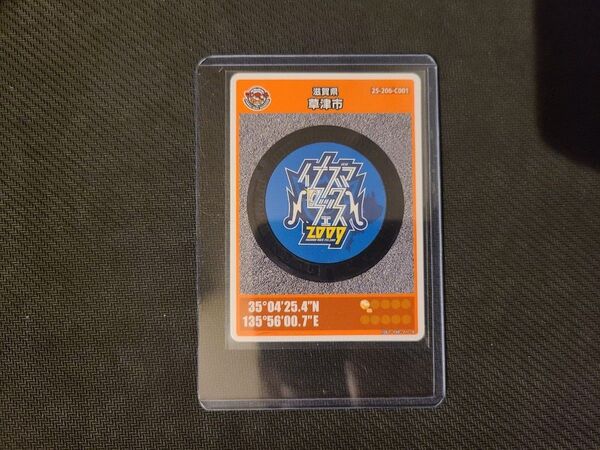 滋賀県
草津市
25-206-C001
イナズマ
ロック
フェス
2009
35°04'25.4"N
135°56'00.7"E